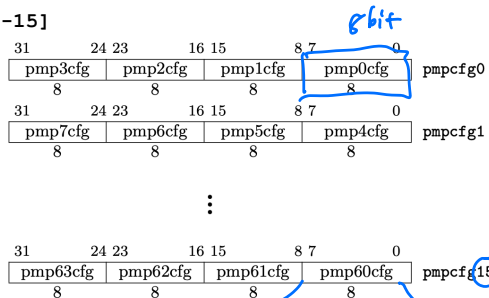 -15]
8bit
31 24 23 16 15 8 7 0
pmp3cfg pmp2cfg pmp1cfg pmp0cfg pmpcfg0
8 8 8 8
31 24 23 16 15 8 7 0
pmp7cfg pmp6cfg pmp5cfg pmp4cfg pmpcfg1
8 8 8 8
⋮
31 24 23 16 15 8 7 0
pmp63cfg pmp62cfg pmp61cfg pmp60cfg pmpcfg15
8 8 8 8